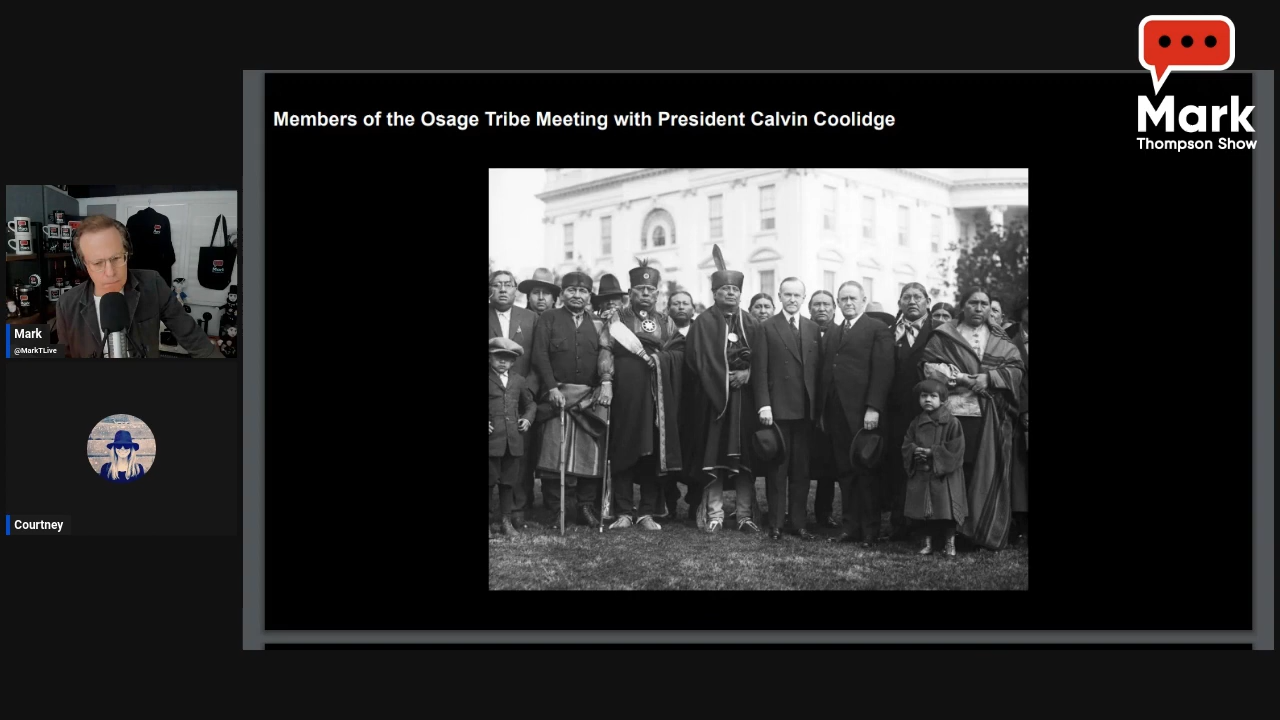 Members of the Osage Tribe Meeting with President Calvin Coolidge
Mark
Thompson Show
Mark
@MarkTLive
Courtney